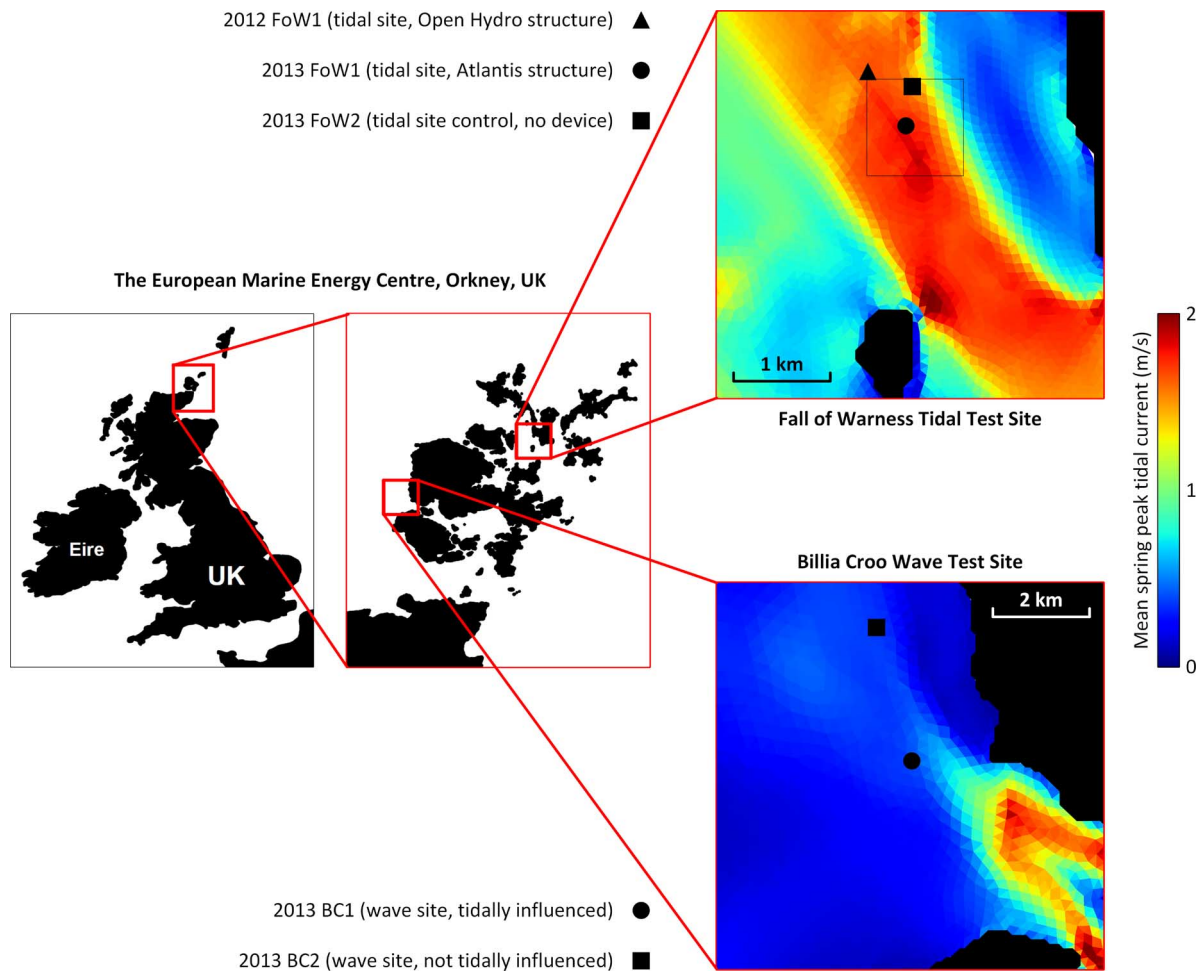 2012 FoW1 (tidal site, Open Hydro structure)
2013 FoW1 (tidal site, Atlantis structure)
2013 FoW2 (tidal site control, no device)
The European Marine Energy Centre, Orkney, UK
Eire
UK
1 km
Fall of Warness Tidal Test Site
Billia Croo Wave Test Site
2 km
Mean spring peak tidal current (m/s)
2
1
0
2013 BC1 (wave site, tidally influenced)
2013 BC2 (wave site, not tidally influenced)